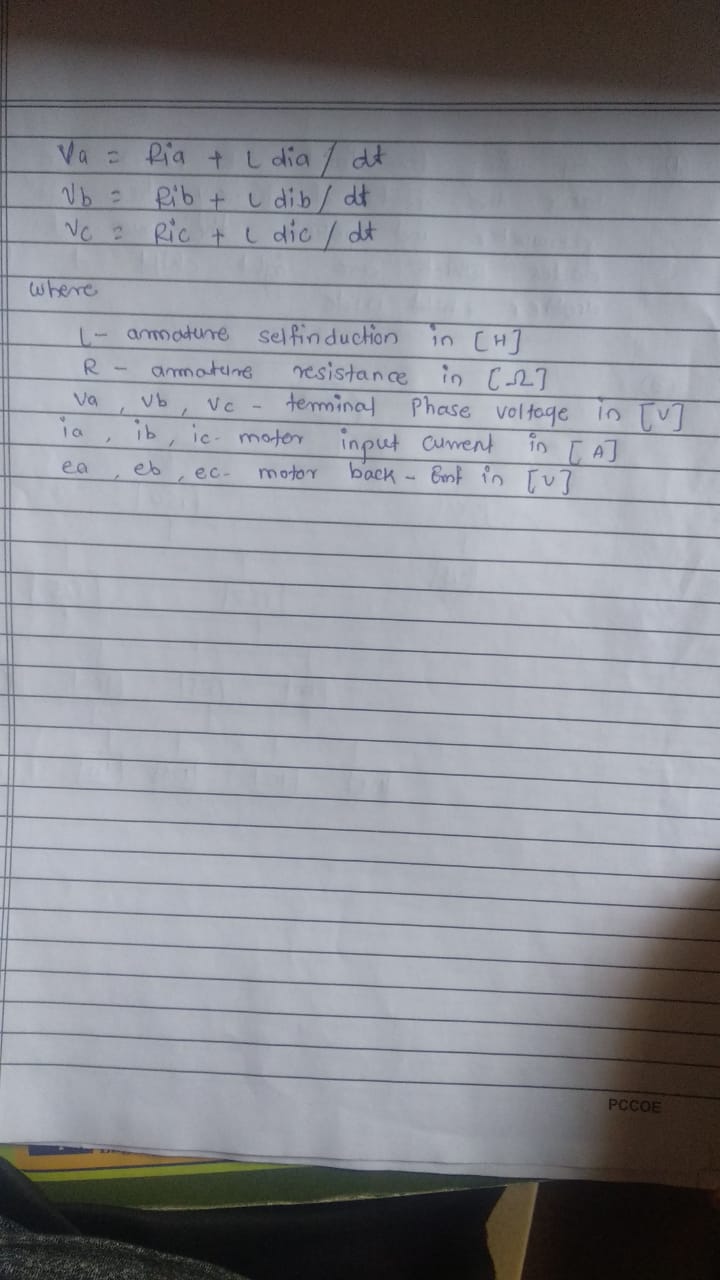 Va = Ria + L dia / dt
Vb = Rib + L dib / dt
Vc = Ric + L dic / dt
where
L - armature selfinduction in [H]
R - armature resistance in [Ω]
va, vb, vc - terminal Phase voltage in [V]
ia, ib, ic - motor input current in [A]
ea, eb, ec - motor back - Emf in [V]
PCCOE